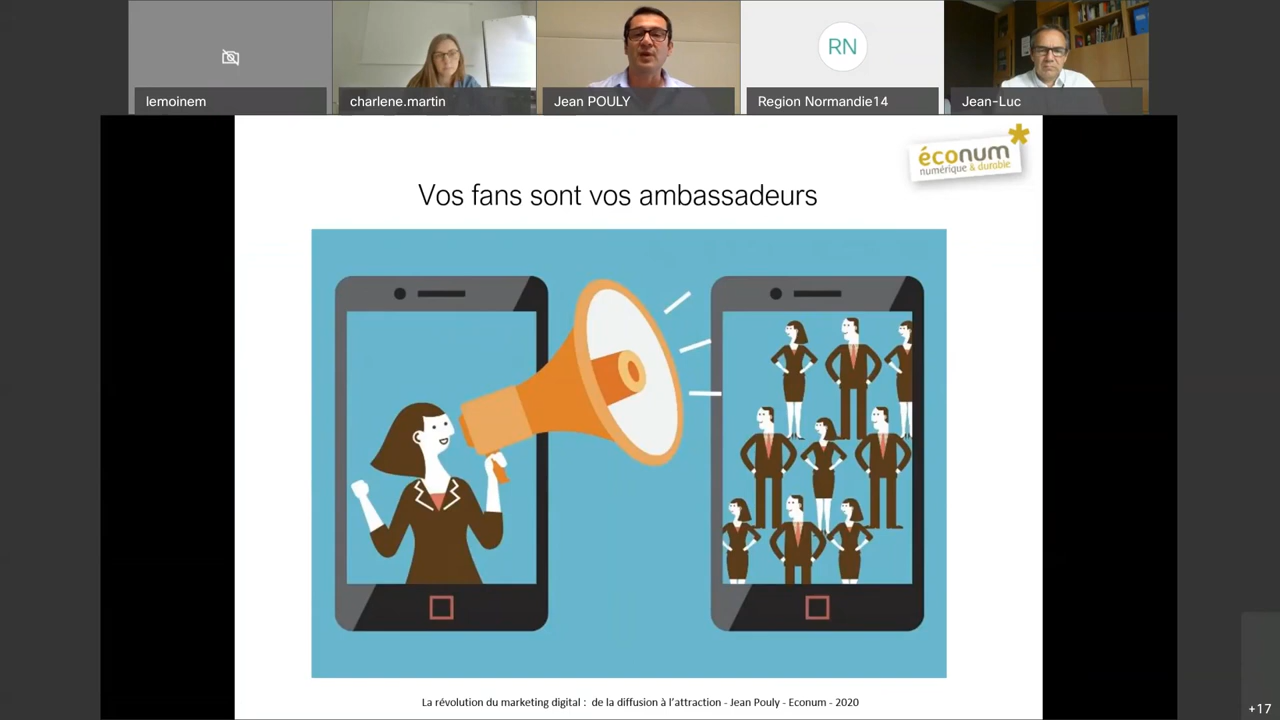 lemoinem
charlene.martin
Jean POULY
RN
Region Normandie14
Jean-Luc
éconum
numérique & durable
Vos fans sont vos ambassadeurs
La révolution du marketing digital : de la diffusion à l'attraction - Jean Pouly - Econum - 2020
+17